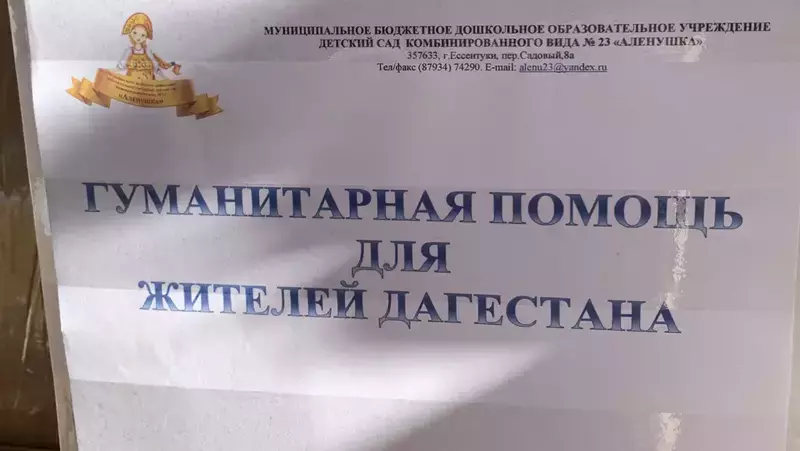 МУНИЦИПАЛЬНОЕ БЮДЖЕТНОЕ ДОШКОЛЬНОЕ ОБРАЗОВАТЕЛЬНОЕ УЧРЕЖДЕНИЕ
ДЕТСКИЙ САД КОМБИНИРОВАННОГО ВИДА № 23 «АЛЕНУШКА»
357633, г.Ессентуки, пер.Садовый,8а
Тел/факс (87934) 74290. E-mail: alenu23@yandex.ru
«АЛЕНУШКА»
ГУМАНИТАРНАЯ ПОМОЩЬ
ДЛЯ
ЖИТЕЛЕЙ ДАГЕСТАНА